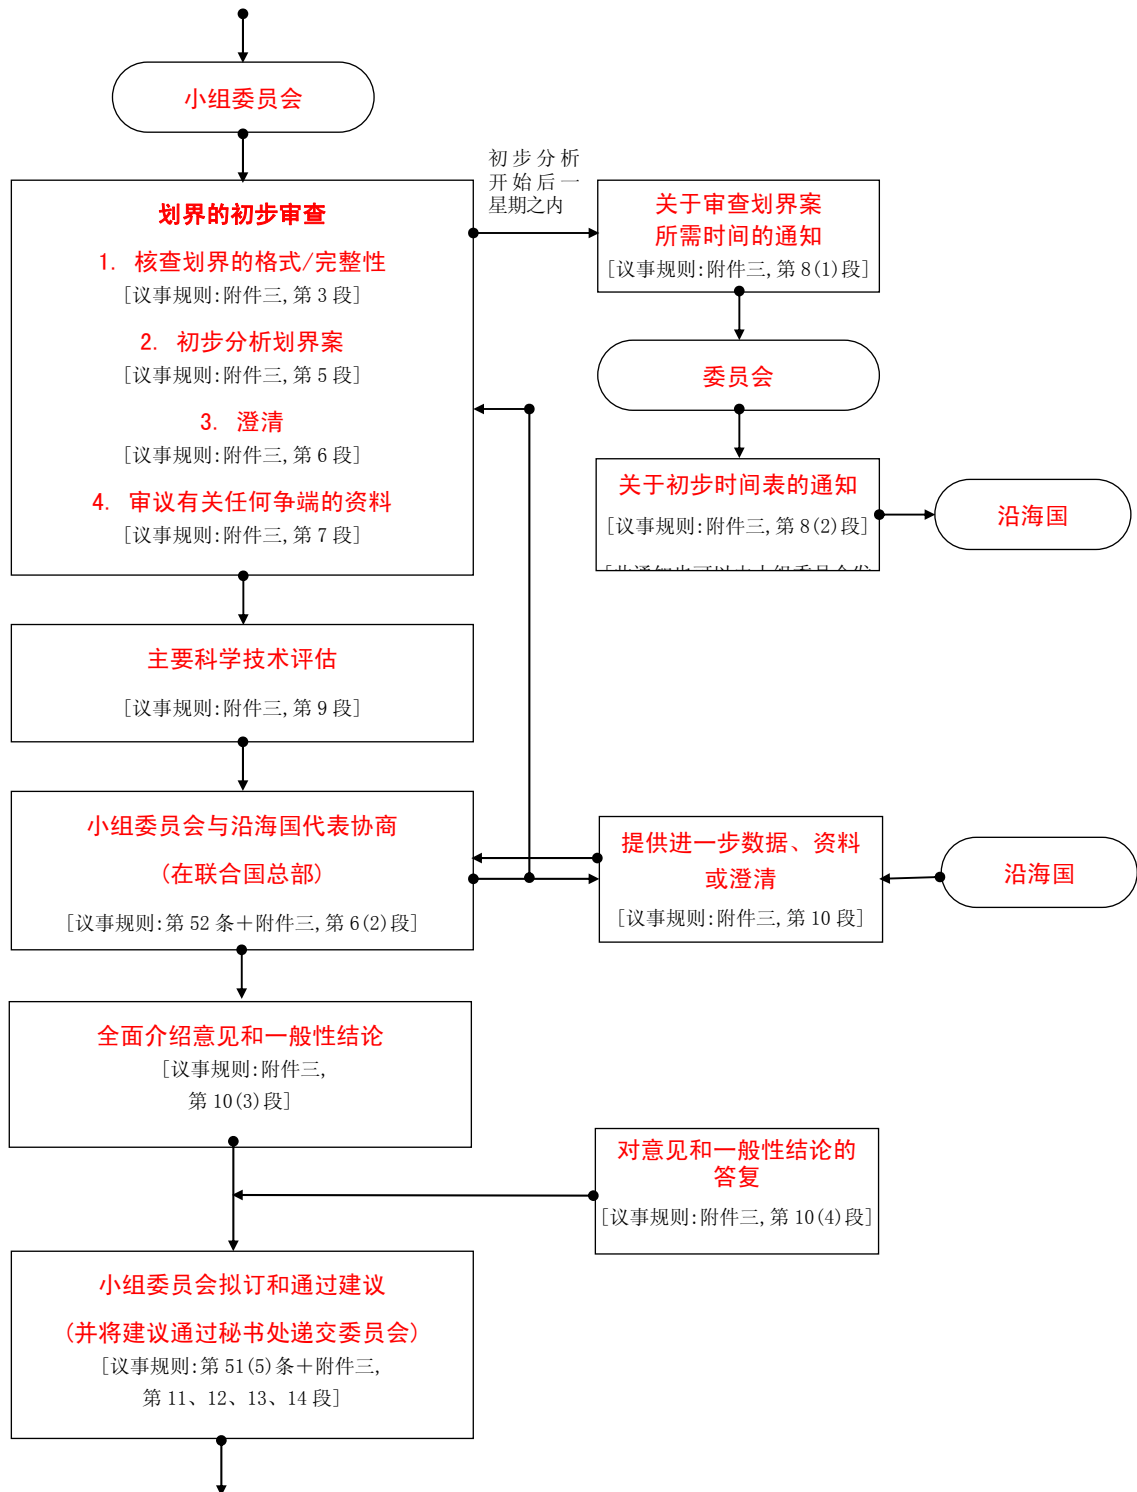 小组委员会
初步分析
开始后一
星期之内
划界的初步审查
1. 核查划界的格式/完整性
[议事规则:附件三,第 3 段]
2. 初步分析划界案
[议事规则:附件三,第 5 段]
3. 澄清
[议事规则:附件三,第 6 段]
4. 审议有关任何争端的资料
[议事规则:附件三,第 7 段]
关于审查划界案
所需时间的通知
[议事规则:附件三,第 8(1)段]
委员会
关于初步时间表的通知
[议事规则:附件三,第 8(2)段]
沿海国
主要科学技术评估
[议事规则:附件三,第 9 段]
小组委员会与沿海国代表协商
(在联合国总部)
[议事规则:第 52 条＋附件三,第 6(2)段]
提供进一步数据、资料
或澄清
[议事规则:附件三,第 10 段]
沿海国
全面介绍意见和一般性结论
[议事规则:附件三,
第 10(3)段]
对意见和一般性结论的
答复
[议事规则:附件三,第 10(4)段]
小组委员会拟订和通过建议
(并将建议通过秘书处递交委员会)
[议事规则:第 51(5)条＋附件三,
第 11、12、13、14 段]